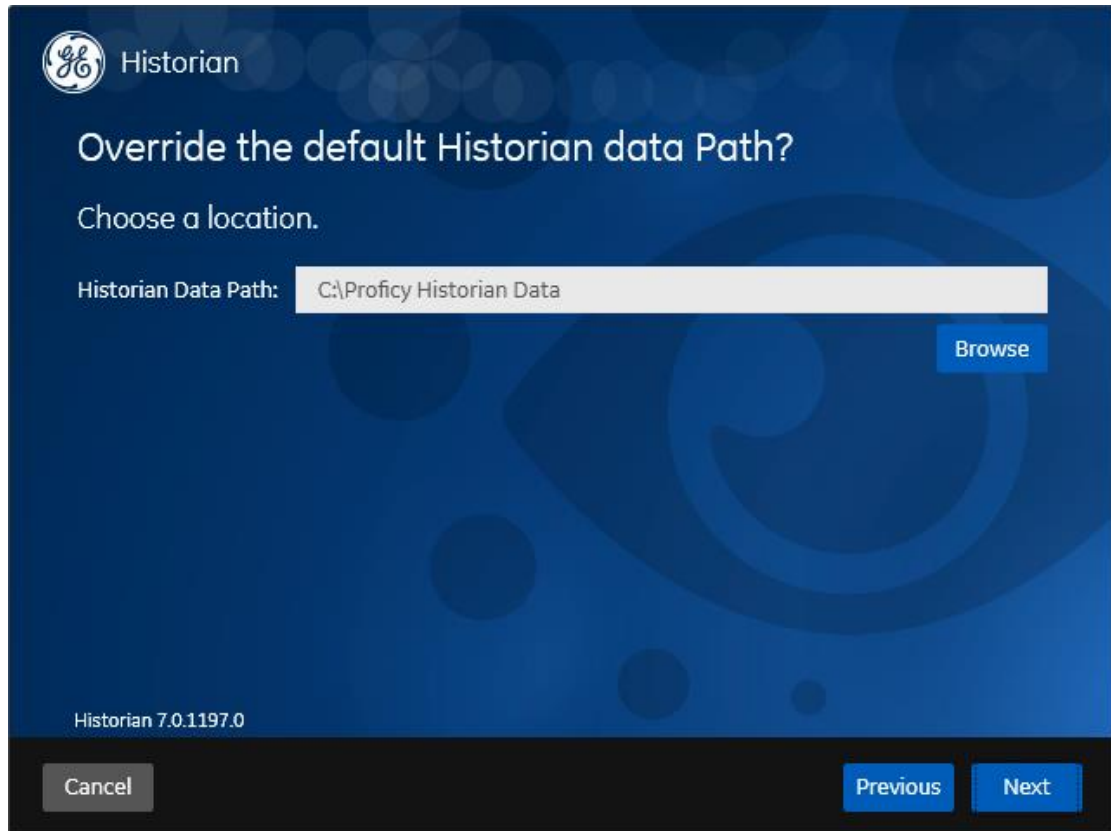 GE Historian
Override the default Historian data Path?
Choose a location.
Historian Data Path: C:\Proficy Historian Data
Browse
Historian 7.0.1197.0
Cancel Previous Next